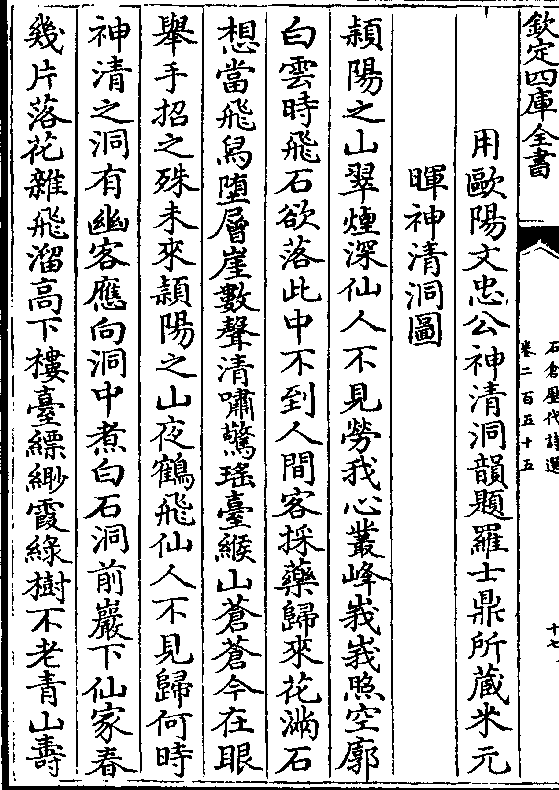 欽定四庫全書
石倉歷代詩選
卷二百五十五
十七
用歐陽文忠公神清洞韻題羅士鼎所藏米元
暉神清洞圖
潁陽之山翠煙深仙人不見勞我心叢峰峩峩照空廓
白雲時飛石欲落此中不到人間客採藥歸來花滿石
想當飛舄墮層崖數聲清嘯驚瑤臺緱山蒼蒼今在眼
舉手招之殊未來潁陽之山夜鶴飛仙人不見歸何時
神清之洞有幽客應向洞中煮白石洞前巖下仙家春
幾片落花雜飛溜高下樓臺縹緲霞綠樹不老青山壽